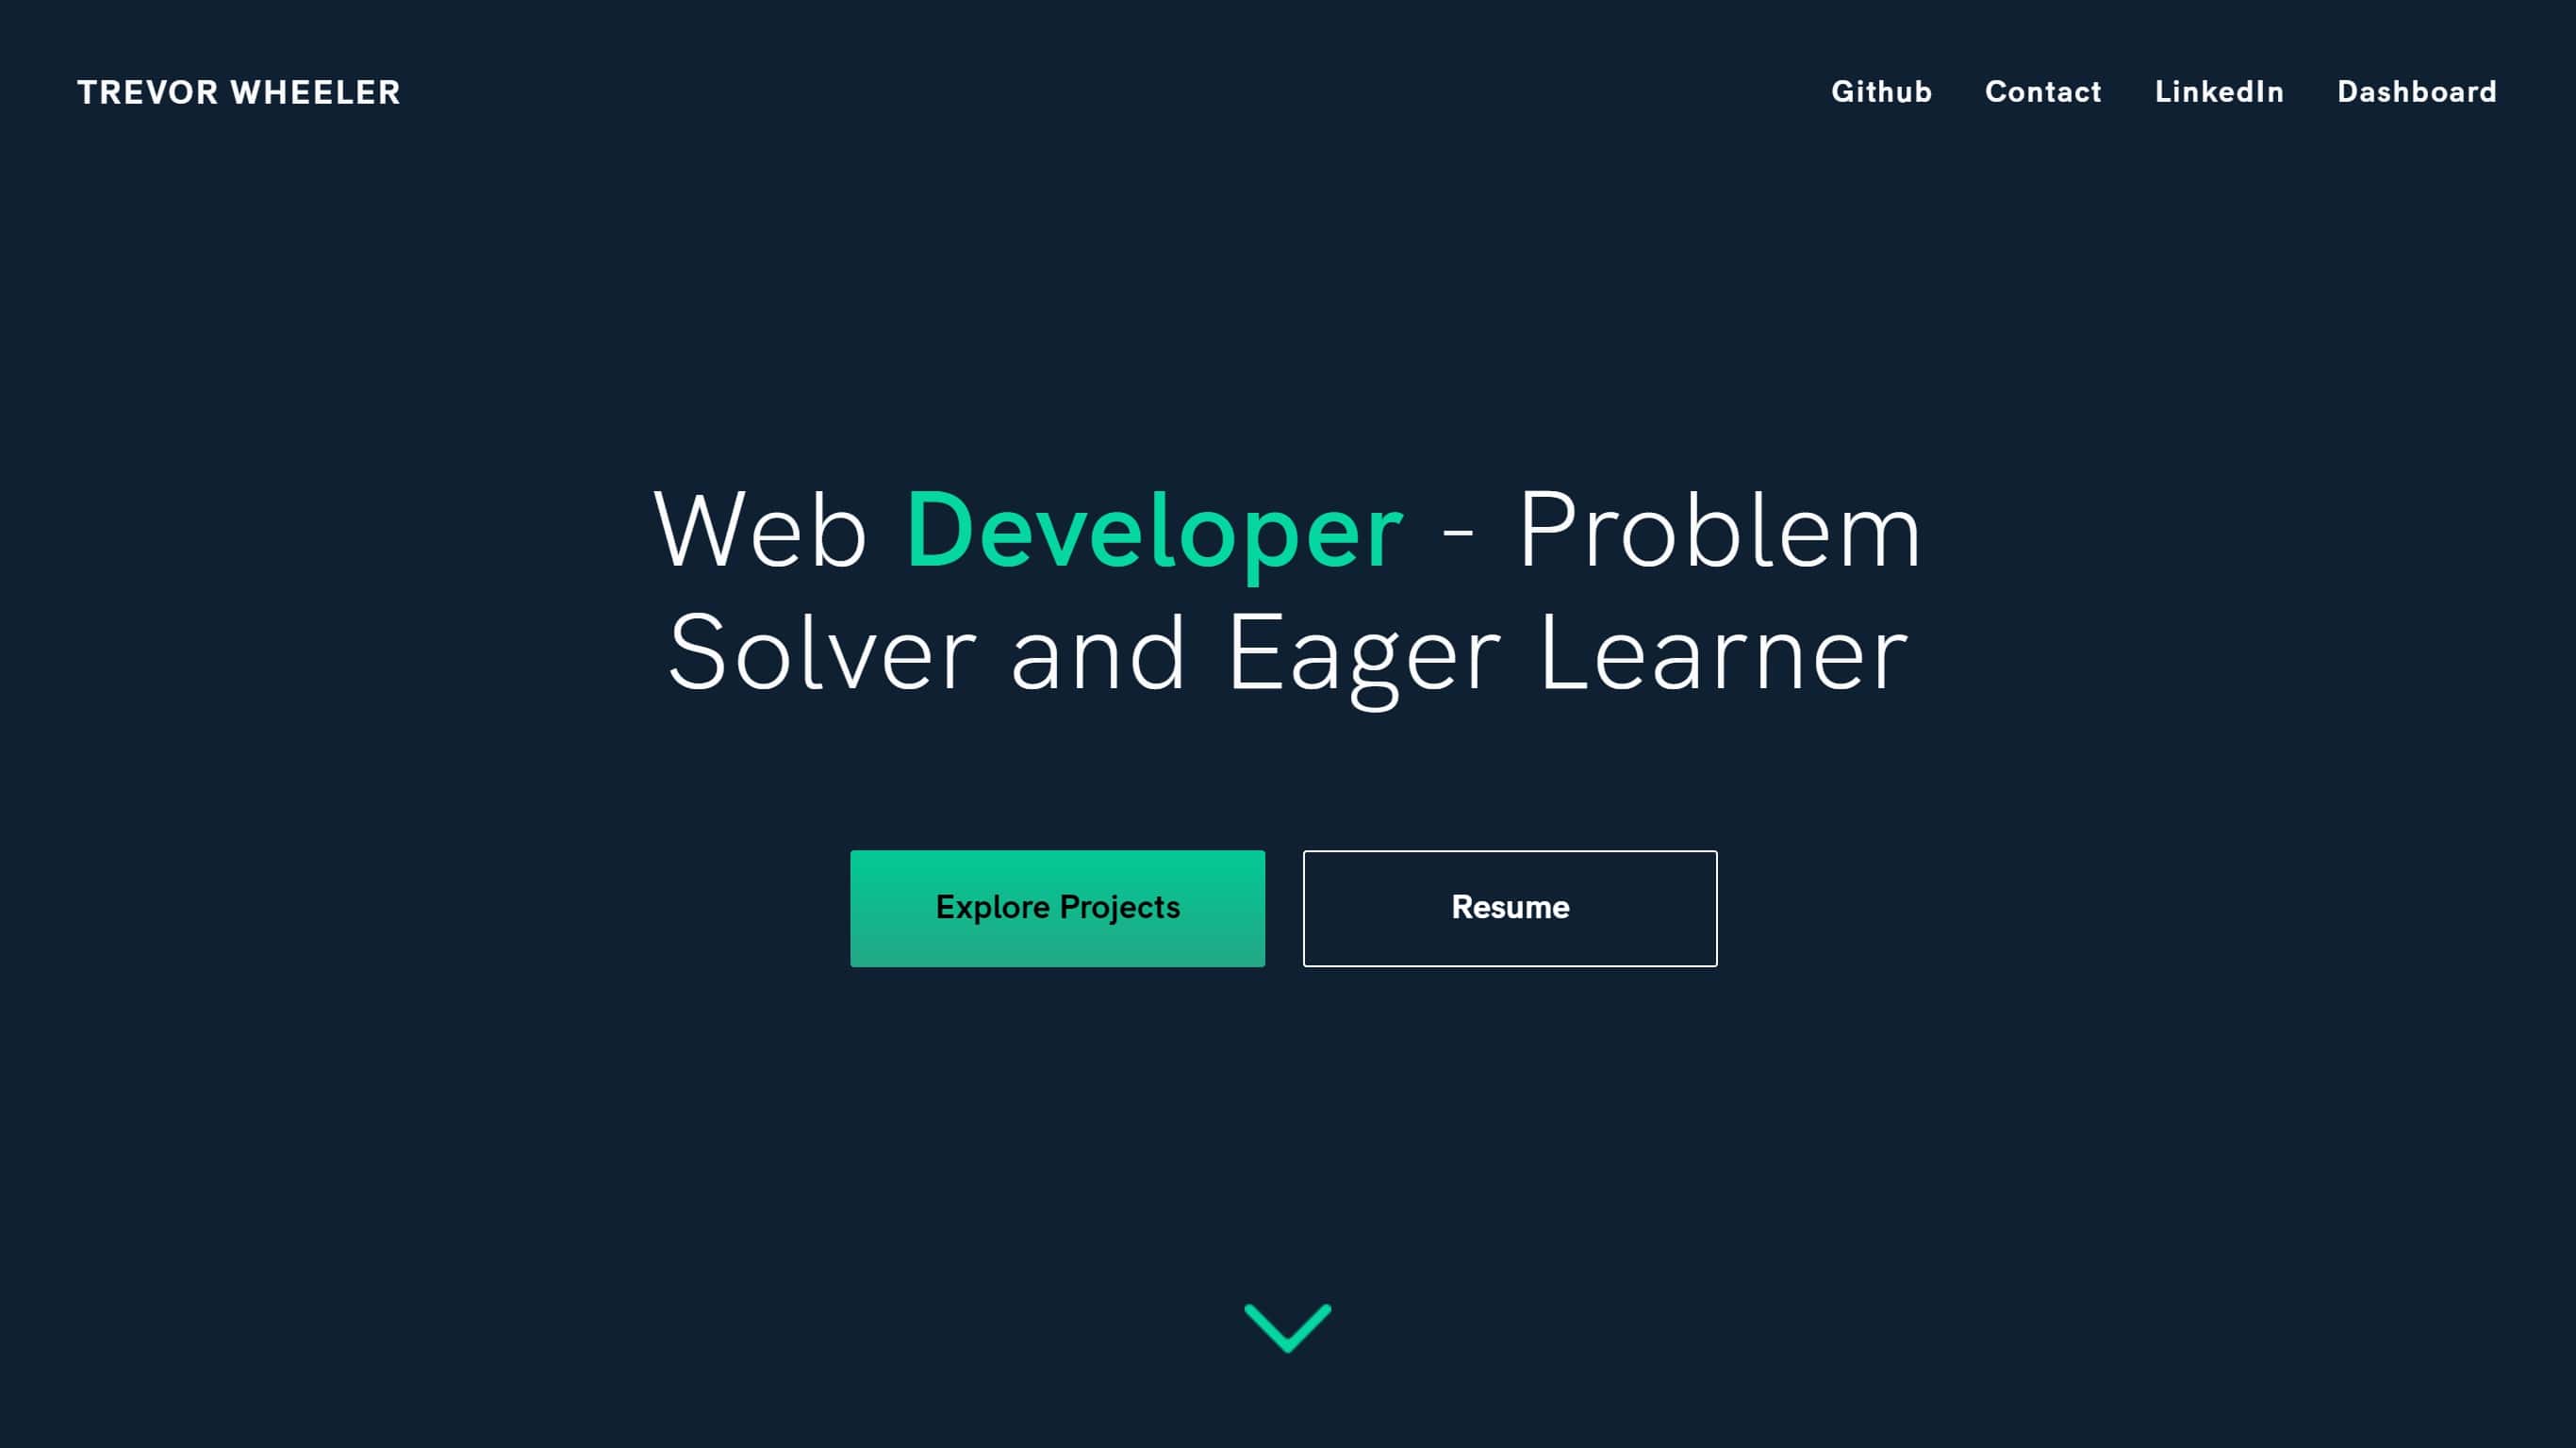 TREVOR WHEELER
Github Contact LinkedIn Dashboard
Web Developer - Problem
Solver and Eager Learner
Explore Projects
Resume